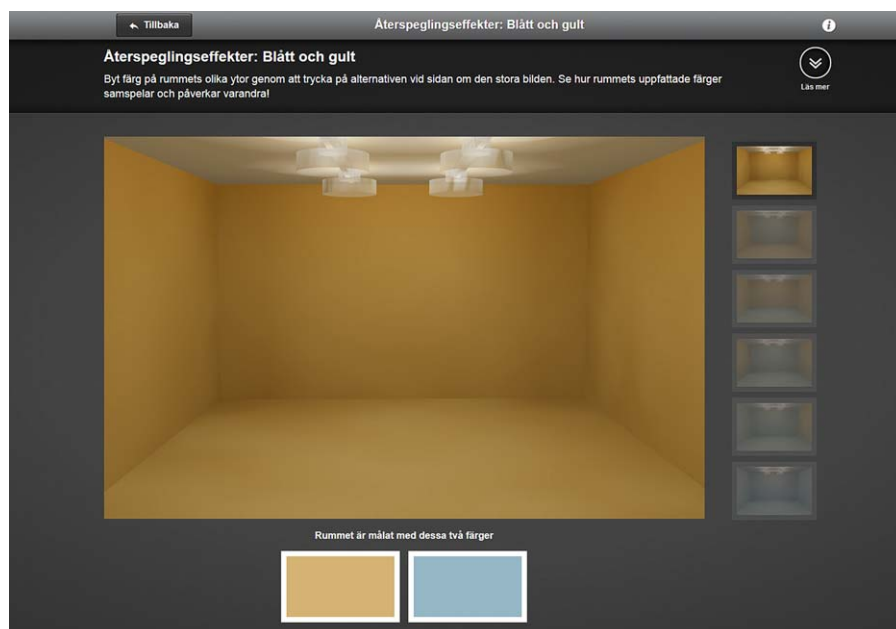 Tillbaka
Återspeglingseffekter: Blått och gult
Återspeglingseffekter: Blått och gult
Byt färg på rummets olika ytor genom att trycka på alternativen vid sidan om den stora bilden. Se hur rummets uppfattade färger
samspelar och påverkar varandra!
Läs mer
Rummet är målat med dessa två färger